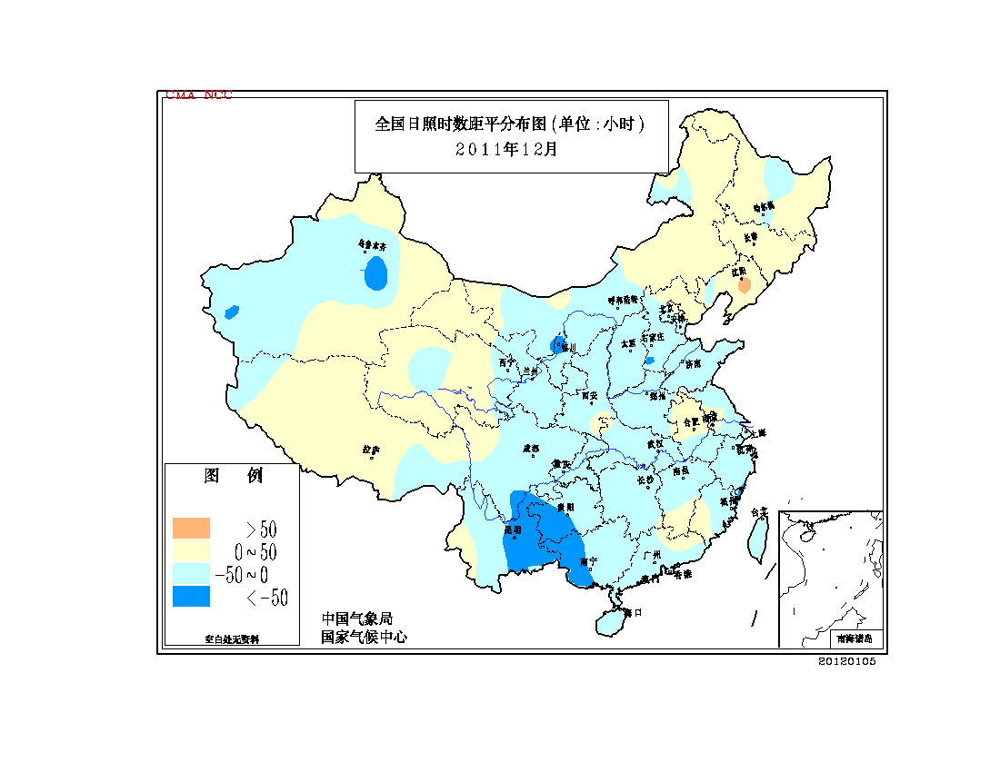 CMA NCC
全国日照时数距平分布图(单位:小时)
2011年12月
哈尔滨
长春
乌鲁木齐
沈阳
呼和浩特
北京
天津
银川
太原
石家庄
西宁
兰州
济南
西安
郑州
合肥
南京
上海
拉萨
成都
武汉
杭州
重庆
南昌
长沙
贵阳
福州
台北
昆明
南宁
广州
澳门
香港
海口
图 例
>50
0~50
-50~0
<-50
空白处无资料
中国气象局
国家气候中心
南海诸岛
20120105